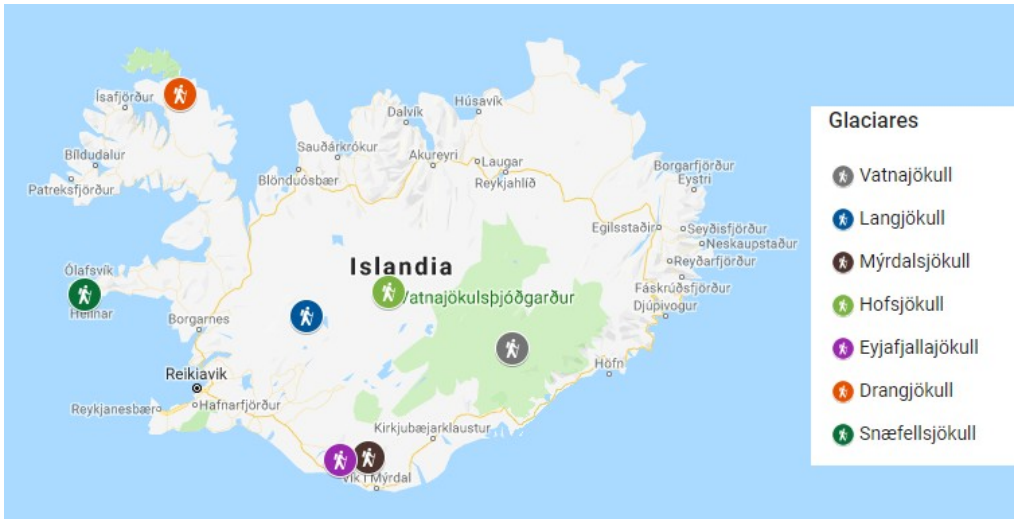 Ísafjörður
Bíldudalur
Patreksfjörður
Dalvík
Húsavík
Sauðárkrókur
Akureyri
Laugar
Blönduósbær
Reykjahlíð
Borgarfjörður
Eystri
Egilsstaðir
Seyðisfjörður
Neskaupstaður
Reyðarfjörður
Fáskrúðsfjörður
Djúpivogur
Islandia
Ólafsvík
Hellnar
Vatnajökulsþjóðgarður
Borgarnes
Höfn
Reikiavik
Reykjanesbær
Hafnarfjörður
Kirkjubæjarklaustur
Vík í Mýrdal
Glaciares
Vatnajökull
Langjökull
Mýrdalsjökull
Hofsjökull
Eyjafjallajökull
Drangjökull
Snæfellsjökull